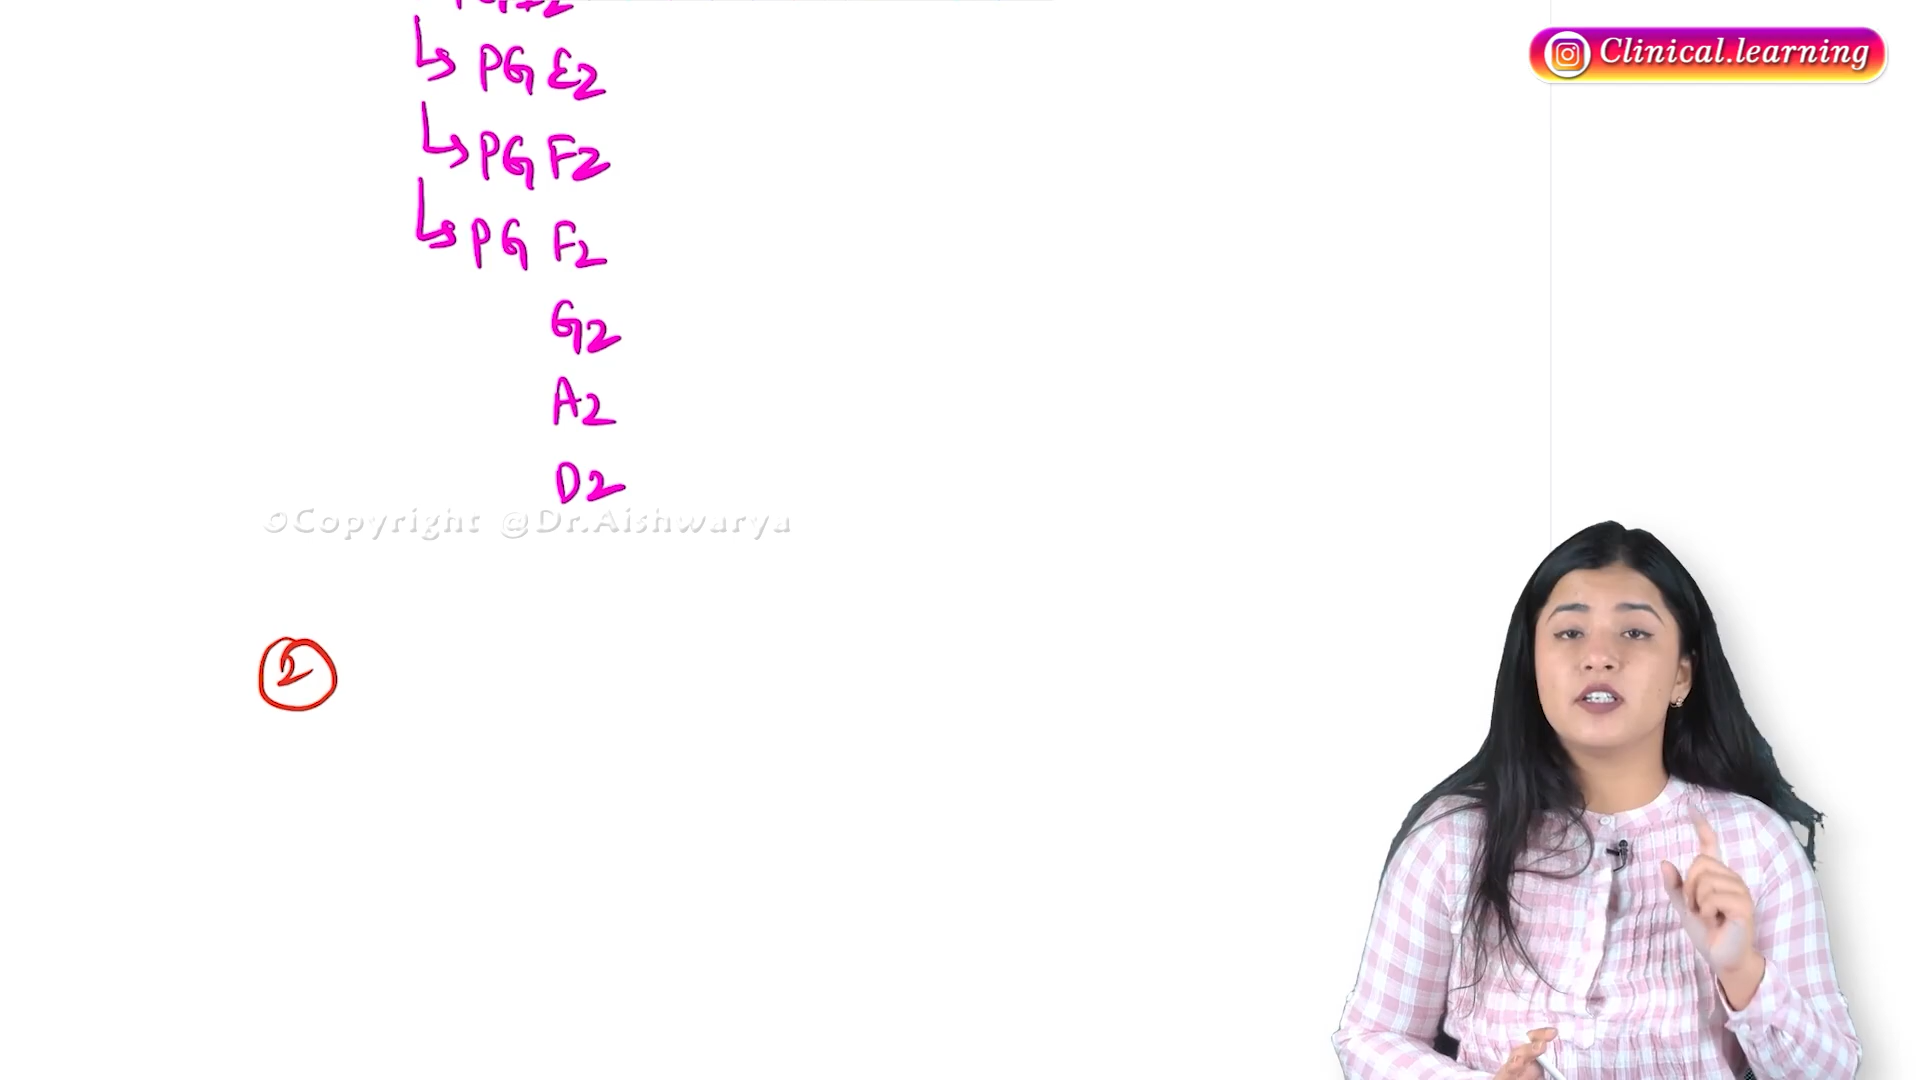 Clinical.learning
PG E2
PG F2
PG F2
G2
A2
D2
©Copyright @Dr.Aishwarya
2